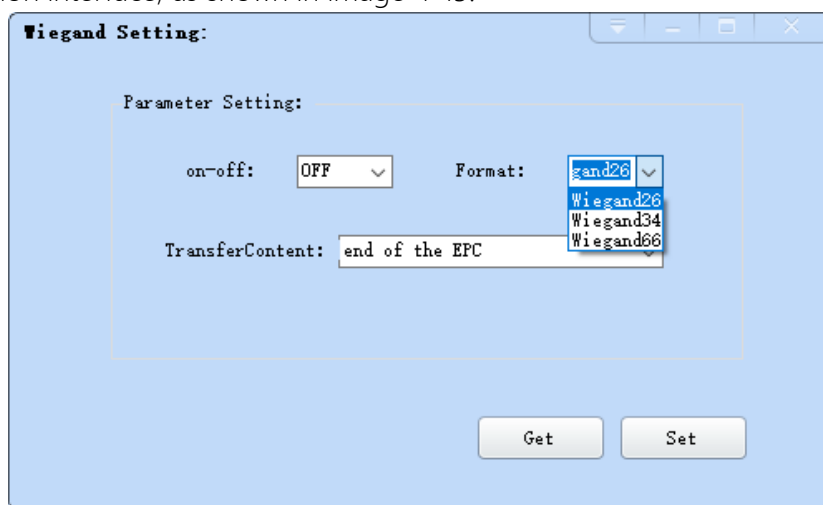 Wiegand Setting:
Parameter Setting:
on-off: OFF Format: gand26
Wiegand26
Wiegand34
Wiegand66
TransferContent: end of the EPC
Get Set